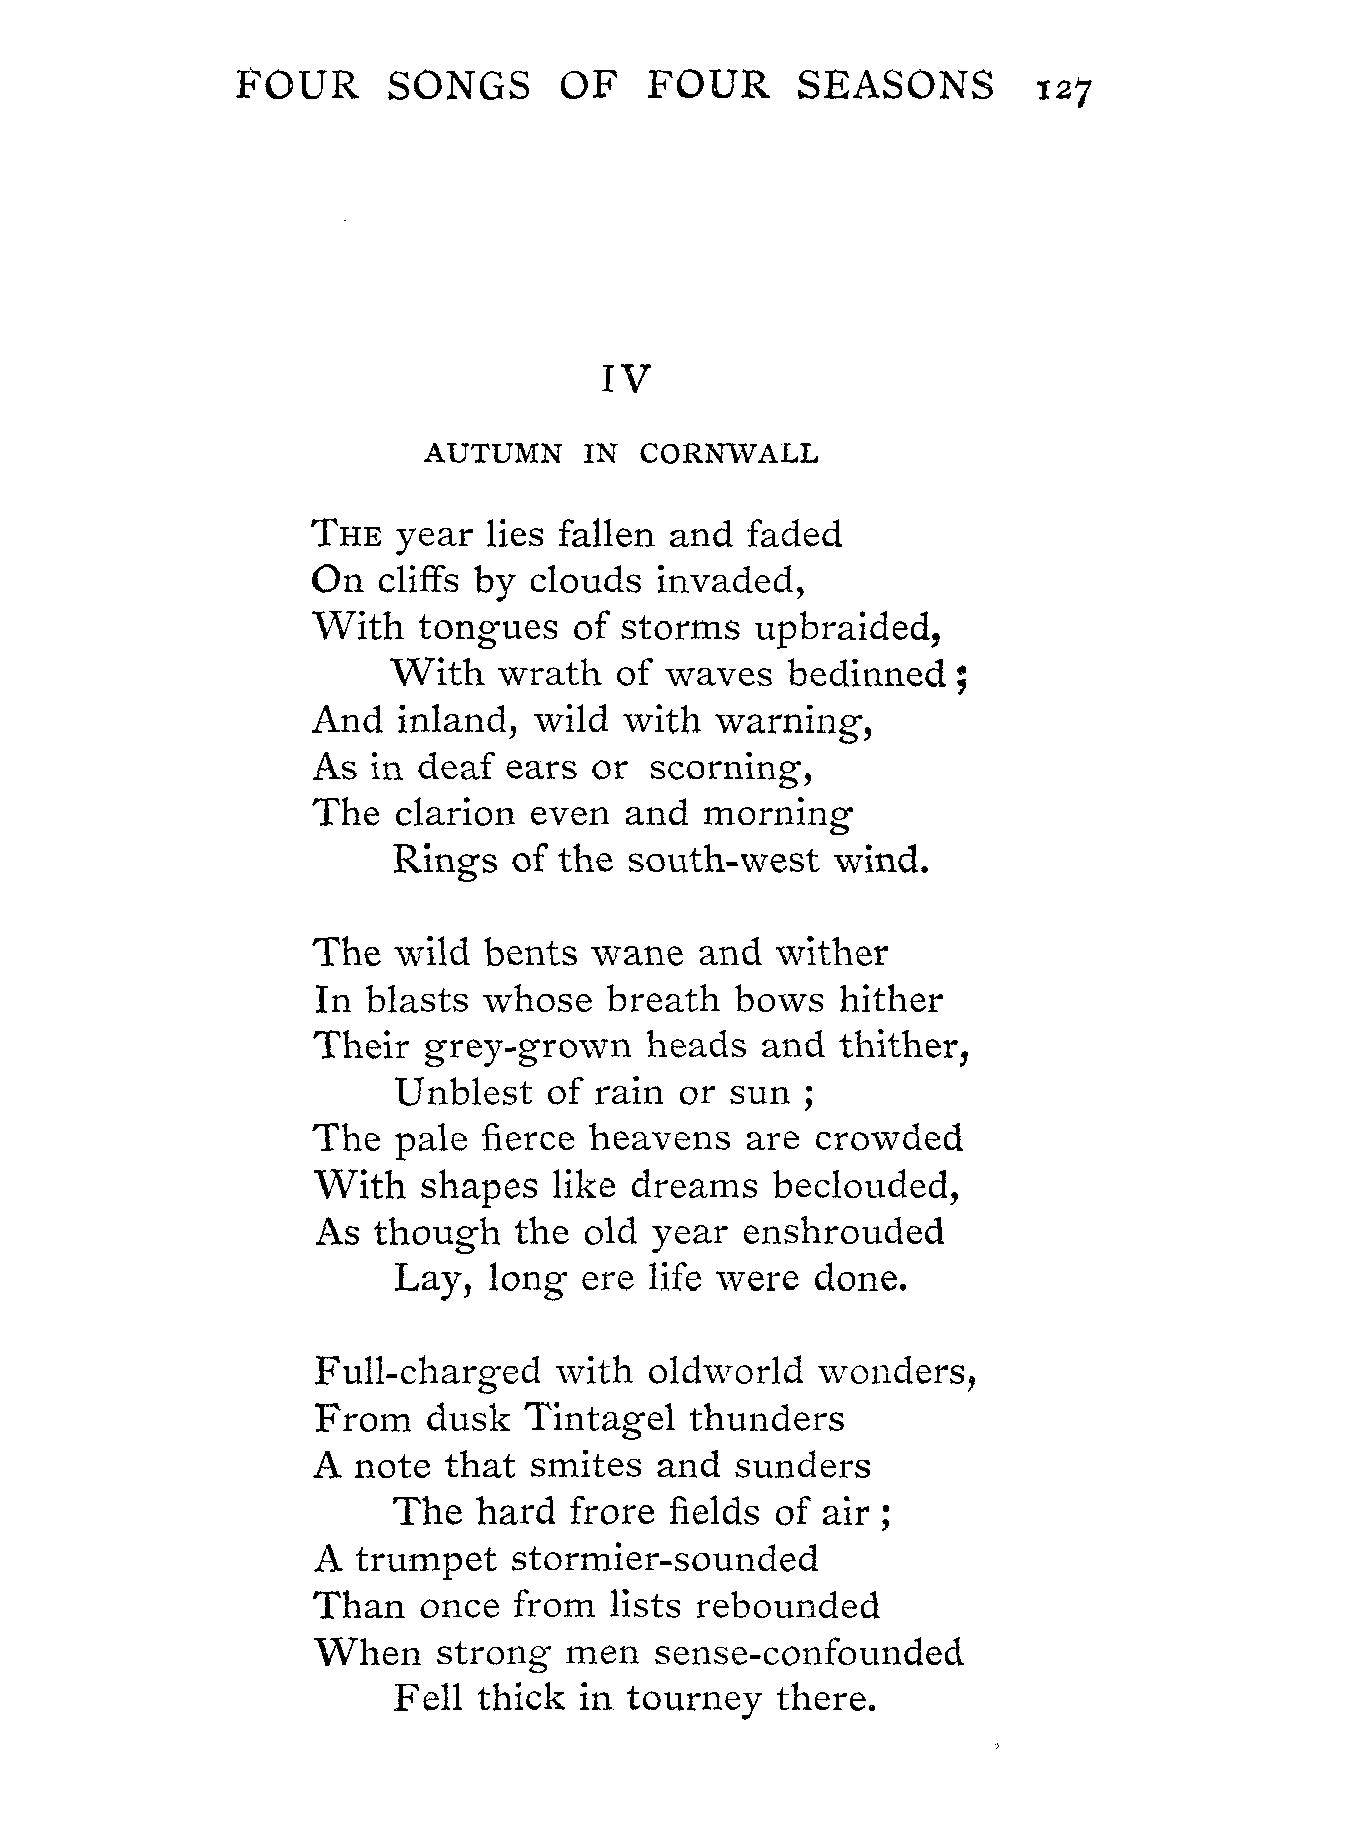 FOUR SONGS OF FOUR SEASONS 127
IV
AUTUMN IN CORNWALL
THE year lies fallen and faded
On cliffs by clouds invaded,
With tongues of storms upbraided,
With wrath of waves bedinned ;
And inland, wild with warning,
As in deaf ears or scorning,
The clarion even and morning
Rings of the south-west wind.
The wild bents wane and wither
In blasts whose breath bows hither
Their grey-grown heads and thither,
Unblest of rain or sun ;
The pale fierce heavens are crowded
With shapes like dreams beclouded,
As though the old year enshrouded
Lay, long ere life were done.
Full-charged with oldworld wonders,
From dusk Tintagel thunders
A note that smites and sunders
The hard frore fields of air ;
A trumpet stormier-sounded
Than once from lists rebounded
When strong men sense-confounded
Fell thick in tourney there.